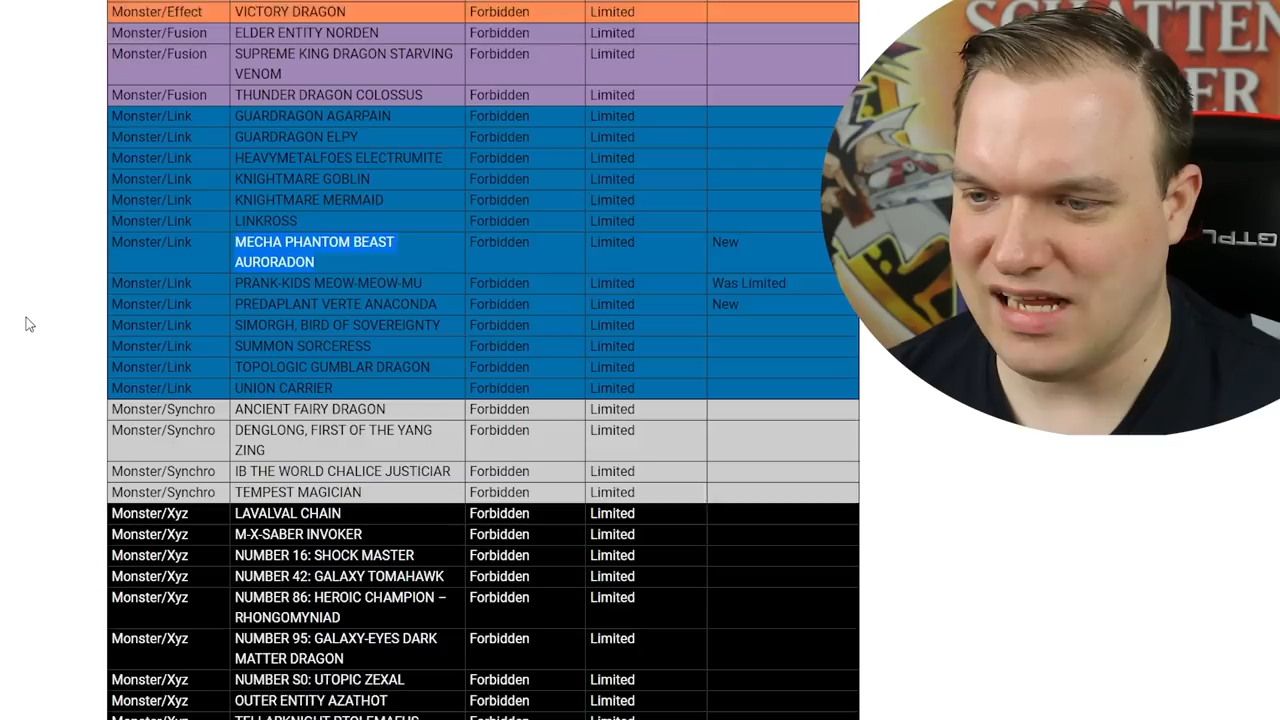 Monster/Effect VICTORY DRAGON Forbidden Limited
Monster/Fusion ELDER ENTITY NORDEN Forbidden Limited
Monster/Fusion SUPREME KING DRAGON STARVING Forbidden Limited
VENOM
Monster/Fusion THUNDER DRAGON COLOSSUS Forbidden Limited
Monster/Link GUARDRAGON AGARPAIN Forbidden Limited
Monster/Link GUARDRAGON ELPY Forbidden Limited
Monster/Link HEAVYMETALFOES ELECTRUMITE Forbidden Limited
Monster/Link KNIGHTMARE GOBLIN Forbidden Limited
Monster/Link KNIGHTMARE MERMAID Forbidden Limited
Monster/Link LINKROSS Forbidden Limited
Monster/Link MECHA PHANTOM BEAST Forbidden Limited New
AURORADON
Monster/Link PRANK-KIDS MEOW-MEOW-MU Forbidden Limited Was Limited
Monster/Link PREDAPLANT VERTE ANACONDA Forbidden Limited New
Monster/Link SIMORGH, BIRD OF SOVEREIGNTY Forbidden Limited
Monster/Link SUMMON SORCERESS Forbidden Limited
Monster/Link TOPOLOGIC GUMBLAR DRAGON Forbidden Limited
Monster/Link UNION CARRIER Forbidden Limited
Monster/Synchro ANCIENT FAIRY DRAGON Forbidden Limited
Monster/Synchro DENGLONG, FIRST OF THE YANG Forbidden Limited
ZING
Monster/Synchro IB THE WORLD CHALICE JUSTICIAR Forbidden Limited
Monster/Synchro TEMPEST MAGICIAN Forbidden Limited
Monster/Xyz LAVALVAL CHAIN Forbidden Limited
Monster/Xyz M-X-SABER INVOKER Forbidden Limited
Monster/Xyz NUMBER 16: SHOCK MASTER Forbidden Limited
Monster/Xyz NUMBER 42: GALAXY TOMAHAWK Forbidden Limited
Monster/Xyz NUMBER 86: HEROIC CHAMPION – Forbidden Limited
RHONGOMYNIAD
Monster/Xyz NUMBER 95: GALAXY-EYES DARK Forbidden Limited
MATTER DRAGON
Monster/Xyz NUMBER S0: UTOPIC ZEXAL Forbidden Limited
Monster/Xyz OUTER ENTITY AZATHOT Forbidden Limited
Monster/Xyz TELLARKNIGHT PTOLEMAEUS Forbidden Limited
SCHATTEN
ER
GTPL